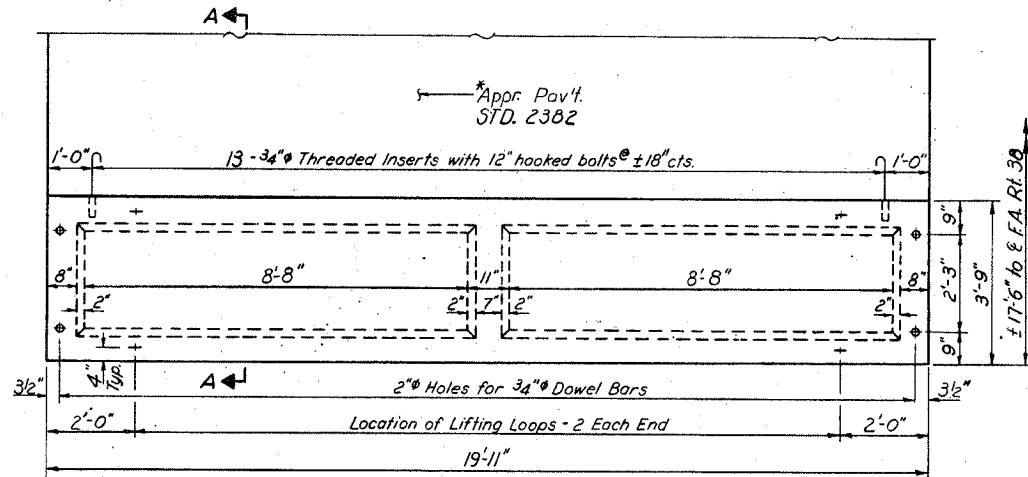 A
*Appr. Pav't.
STD. 2382
1'-0"
13 - 3/4"φ Threaded Inserts with 12" hooked bolts @ ±18" cts.
1'-0"
9"
8"
8'-8"
11"
8'-8"
8"
2'-3"
3'-9"
±17'-6" to ℄ F.A. Rt. 38
2"
2"
7"
2"
2"
9"
4"
Typ.
A
3½"
2"φ Holes for 3/4"φ Dowel Bars
3½"
2'-0"
Location of Lifting Loops - 2 Each End
2'-0"
19'-11"